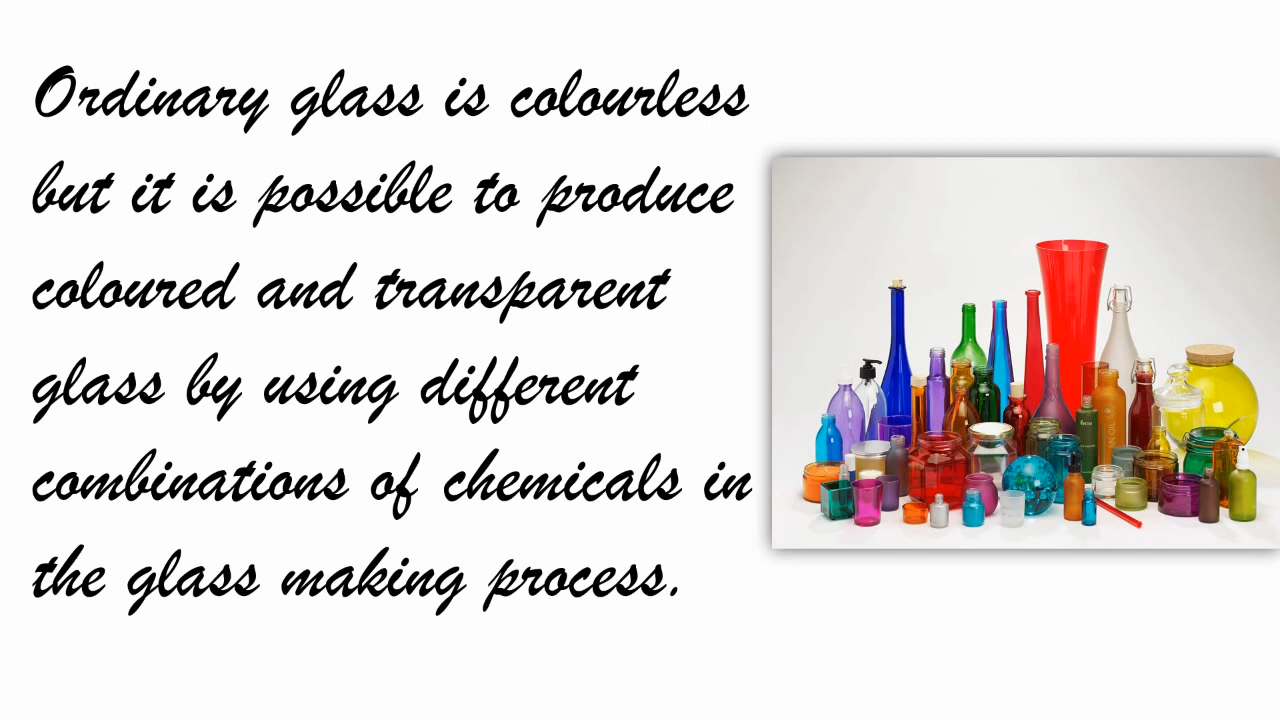 Ordinary glass is colourless
but it is possible to produce
coloured and transparent
glass by using different
combinations of chemicals in
the glass making process.